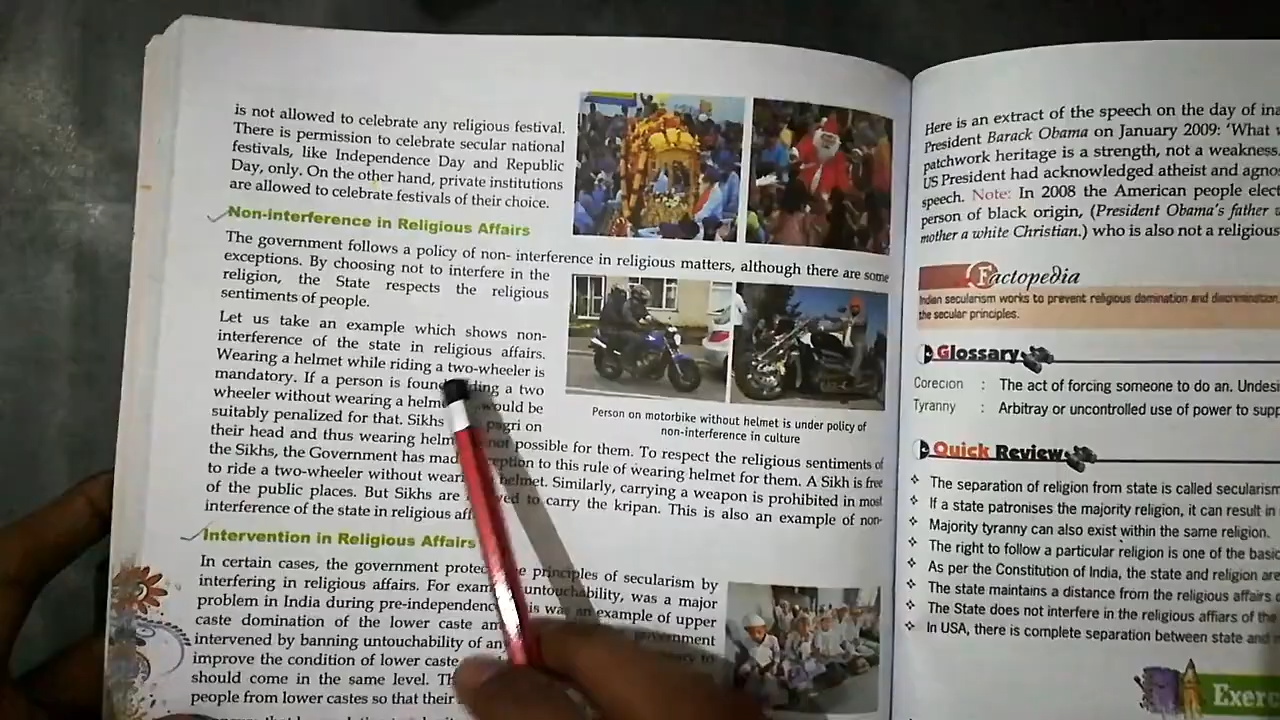 is not allowed to celebrate any religious festival.
There is permission to celebrate secular national
festivals, like Independence Day and Republic
Day, only. On the other hand, private institutions
are allowed to celebrate festivals of their choice.
Non-interference in Religious Affairs
The government follows a policy of non- interference in religious matters, although there are some
exceptions. By choosing not to interfere in the
religion, the State respects the religious
sentiments of people.
Let us take an example which shows non-
interference of the state in religious affairs.
Wearing a helmet while riding a two-wheeler is
mandatory. If a person is found a two
wheeler without wearing a would be
suitably penalized for that. Sikhs pagri on
their head and thus wearing not possible for them. To respect the religious sentiments of
the Sikhs, the Government has to this rule of wearing helmet for them. A Sikh is free
to ride a two-wheeler without helmet. Similarly, carrying a weapon is prohibited in most
of the public places. But Sikhs are to carry the kripan. This is also an example of non-
interference of the state in religious
Person on motorbike without helmet is under policy of
non-interference in culture
Intervention in Religious Affairs
In certain cases, the government principles of secularism by
interfering in religious affairs. For untouchability, was a major
problem in India during an example of upper
caste domination of the lower caste
intervened by banning untouchability of
improve the condition of lower caste to
should come in the same level.
people from lower castes so that their
Here is an extract of the speech on the day of
President Barack Obama on January 2009: 'What
patchwork heritage is a strength, not a weakness.
US President had acknowledged atheist and
speech. Note: In 2008 the American people
person of black origin, (President Obama's father
mother a white Christian.) who is also not a religious
Factopedia
Indian secularism works to prevent religious domination and discrimination
the secular principles.
Glossary
Corecion : The act of forcing someone to do an.
Tyranny : Arbitrary or uncontrolled use of power to
Quick Review
❖ The separation of religion from state is called
❖ If a state patronises the majority religion, it can result in
❖ Majority tyranny can also exist within the same religion.
❖ The right to follow a particular religion is one of the
❖ As per the Constitution of India, the state and religion are
❖ The state maintains a distance from the religious affairs
❖ The State does not interfere in the religious affiars of the
❖ In USA, there is complete separation between state